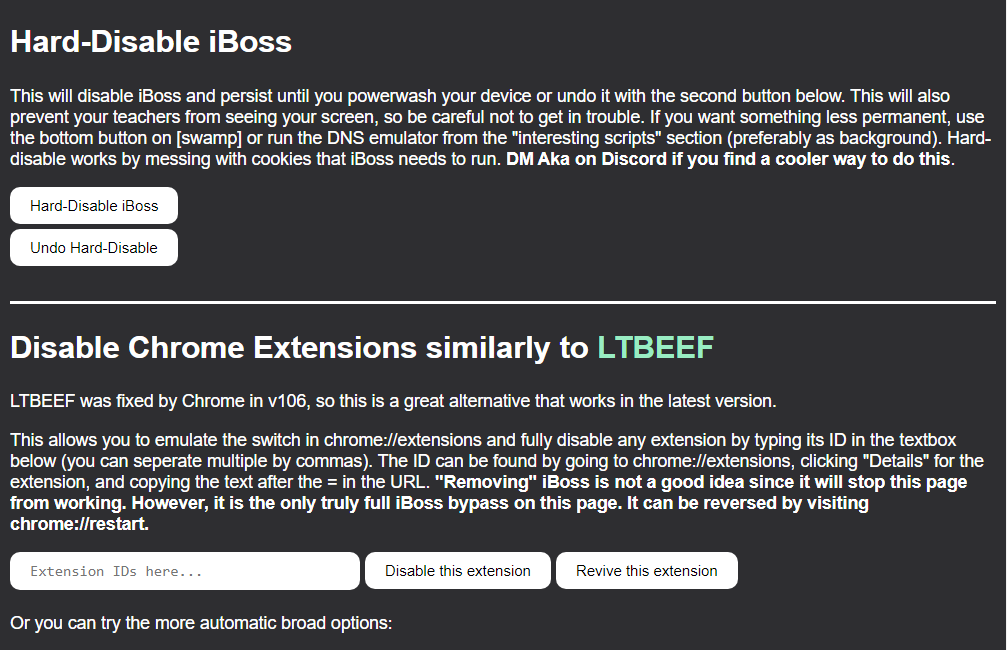 Hard-Disable iBoss
This will disable iBoss and persist until you powerwash your device or undo it with the second button below. This will also
prevent your teachers from seeing your screen, so be careful not to get in trouble. If you want something less permanent, use
the bottom button on [swamp] or run the DNS emulator from the "interesting scripts" section (preferably as background). Hard-
disable works by messing with cookies that iBoss needs to run. DM Aka on Discord if you find a cooler way to do this.
Hard-Disable iBoss
Undo Hard-Disable
Disable Chrome Extensions similarly to LTBEEF
LTBEEF was fixed by Chrome in v106, so this is a great alternative that works in the latest version.
This allows you to emulate the switch in chrome://extensions and fully disable any extension by typing its ID in the textbox
below (you can seperate multiple by commas). The ID can be found by going to chrome://extensions, clicking "Details" for the
extension, and copying the text after the = in the URL. "Removing" iBoss is not a good idea since it will stop this page
from working. However, it is the only truly full iBoss bypass on this page. It can be reversed by visiting
chrome://restart.
Extension IDs here... Disable this extension Revive this extension
Or you can try the more automatic broad options: